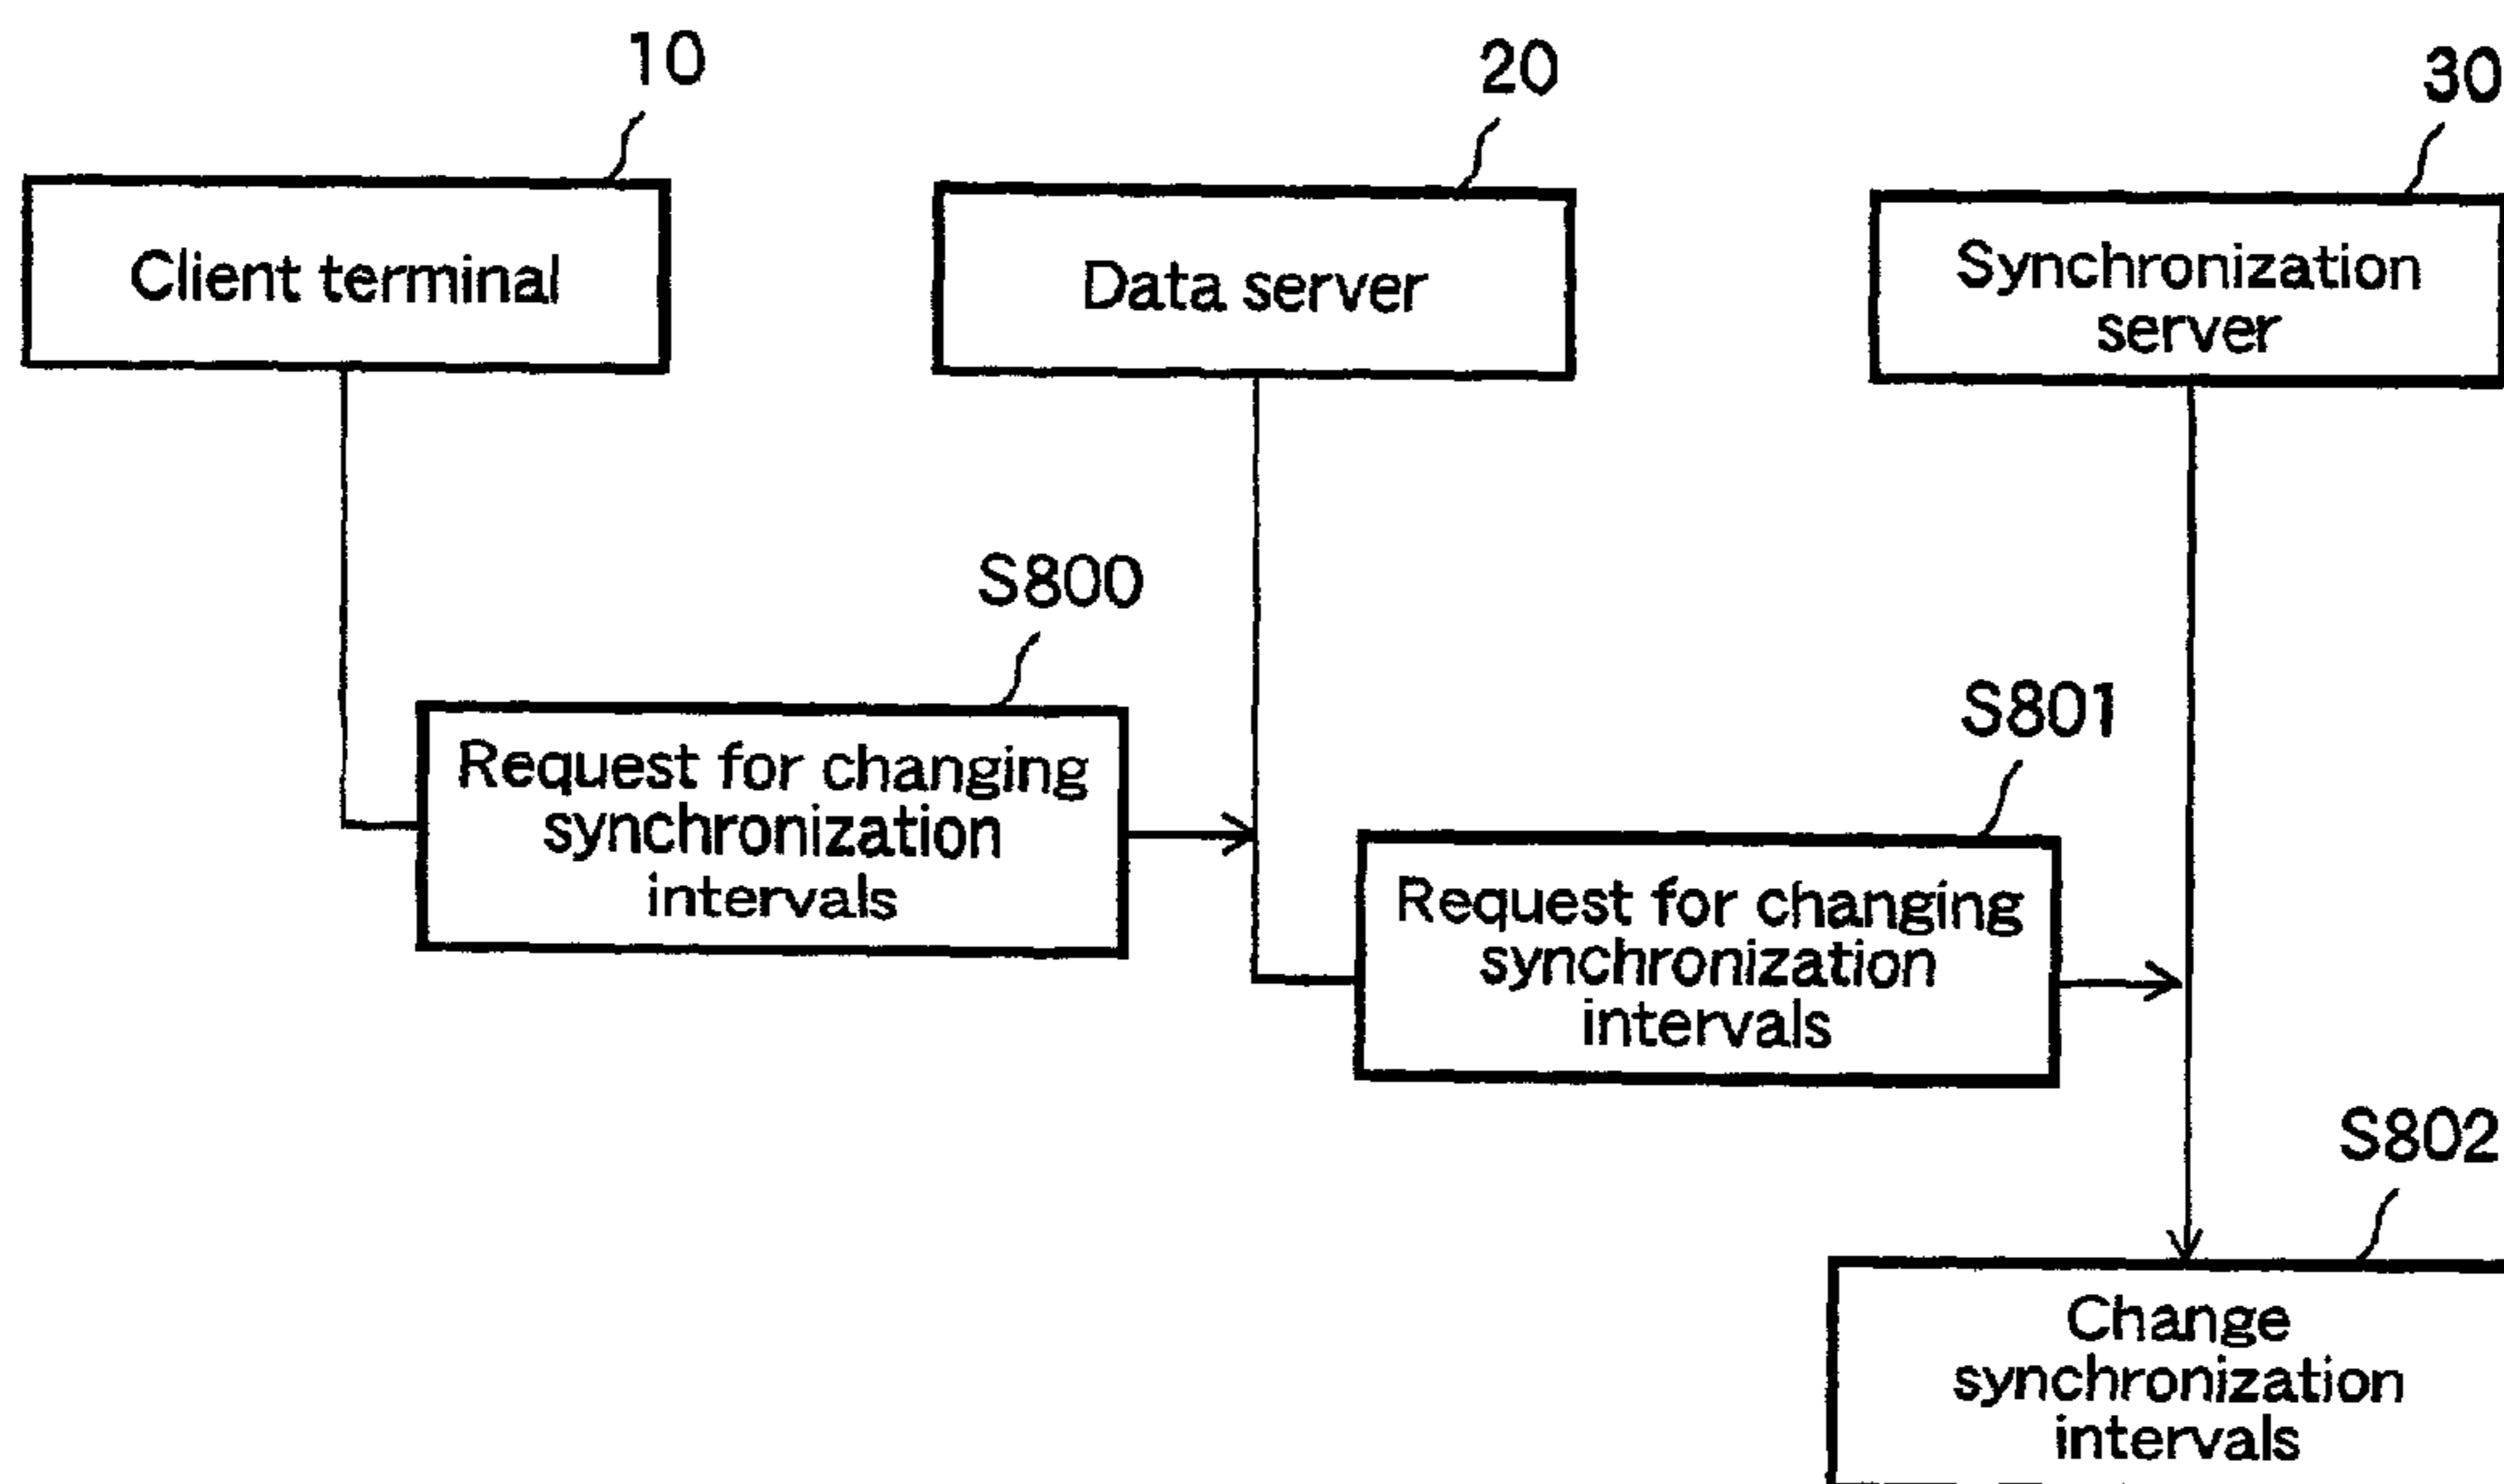 10
20
30
Client terminal
Data server
Synchronization
server
S800
Request for changing
synchronization
intervals
S801
Request for changing
synchronization
intervals
S802
Change
synchronization
intervals